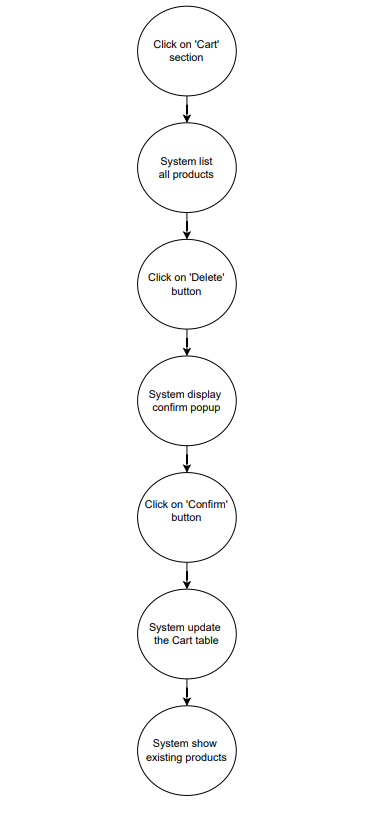 Click on 'Cart'
section
System list
all products
Click on 'Delete'
button
System display
confirm popup
Click on 'Confirm'
button
System update
the Cart table
System show
existing products